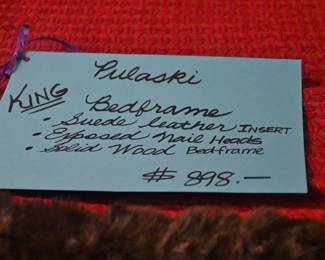 Pulaski
KING
Bedframe
• Suede leather INSERT
• Exposed Nail Heads
• Solid Wood Bedframe
$ 898.—